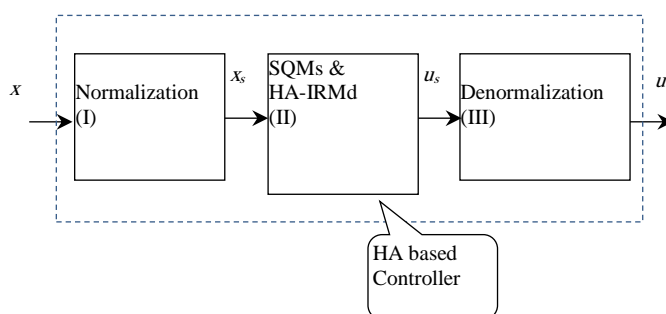 x
Normalization
(I)
xs
SQMs &
HA-IRMd
(II)
us
Denormalization
(III)
u
HA based
Controller